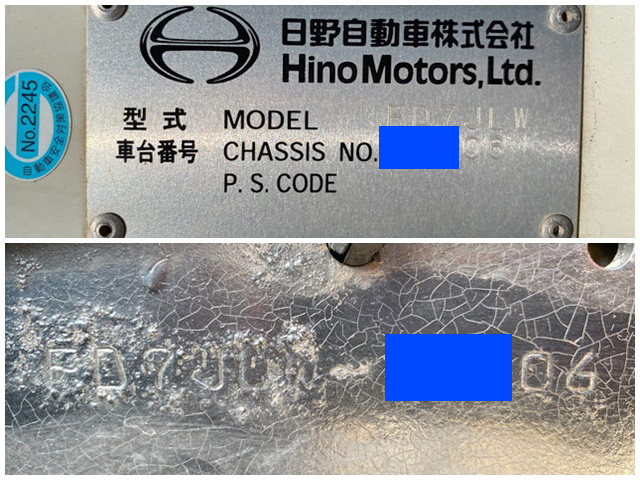 日野自動車株式会社
Hino Motors, Ltd.
No.2245
型式 MODEL FD7JLW
車台番号 CHASSIS NO. 06
P. S. CODE
FD7JLW- 06